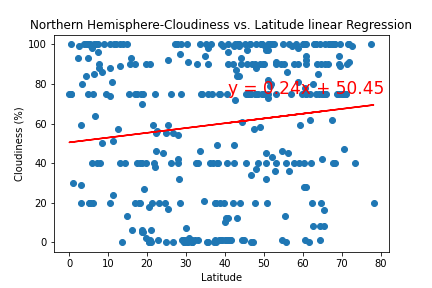 Northern Hemisphere-Cloudiness vs. Latitude linear Regression
100
80
60
40
20
0
Cloudiness (%)
y = 0.24x + 50.45
0 10 20 30 40 50 60 70 80
Latitude